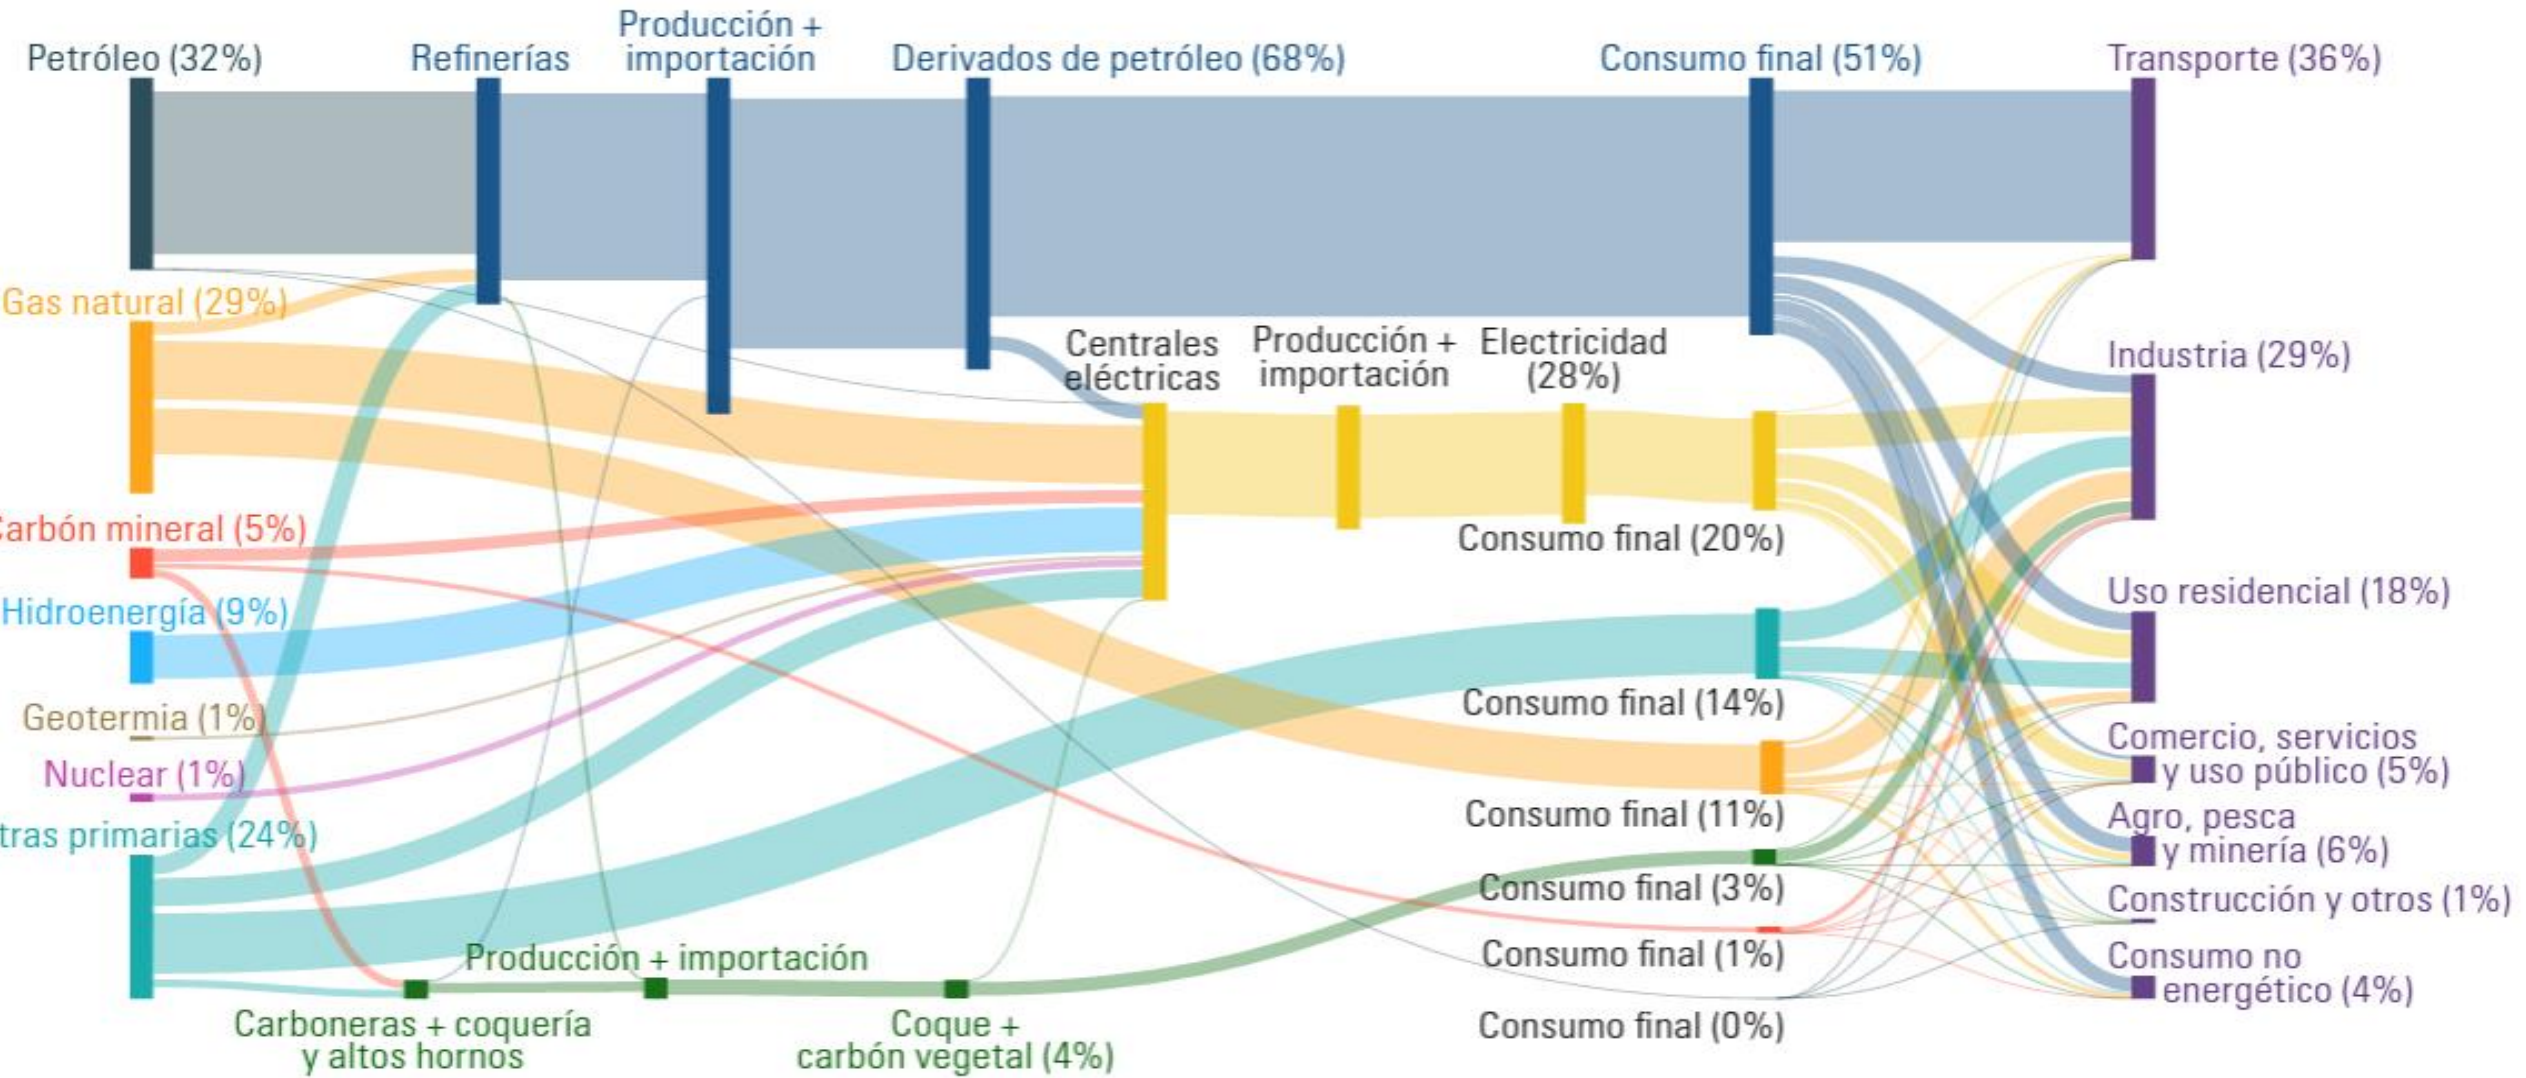 Petróleo (32%)
Refinerías
Producción +
importación
Derivados de petróleo (68%)
Consumo final (51%)
Transporte (36%)
Gas natural (29%)
Centrales
eléctricas
Producción +
importación
Electricidad
(28%)
Industria (29%)
Carbón mineral (5%)
Consumo final (20%)
Hidroenergía (9%)
Uso residencial (18%)
Geotermia (1%)
Consumo final (14%)
Comercio, servicios
y uso público (5%)
Nuclear (1%)
Consumo final (11%)
Agro, pesca
y minería (6%)
tras primarias (24%)
Consumo final (3%)
Construcción y otros (1%)
Producción + importación
Consumo final (1%)
Consumo no
energético (4%)
Carboneras + coquería
y altos hornos
Coque +
carbón vegetal (4%)
Consumo final (0%)